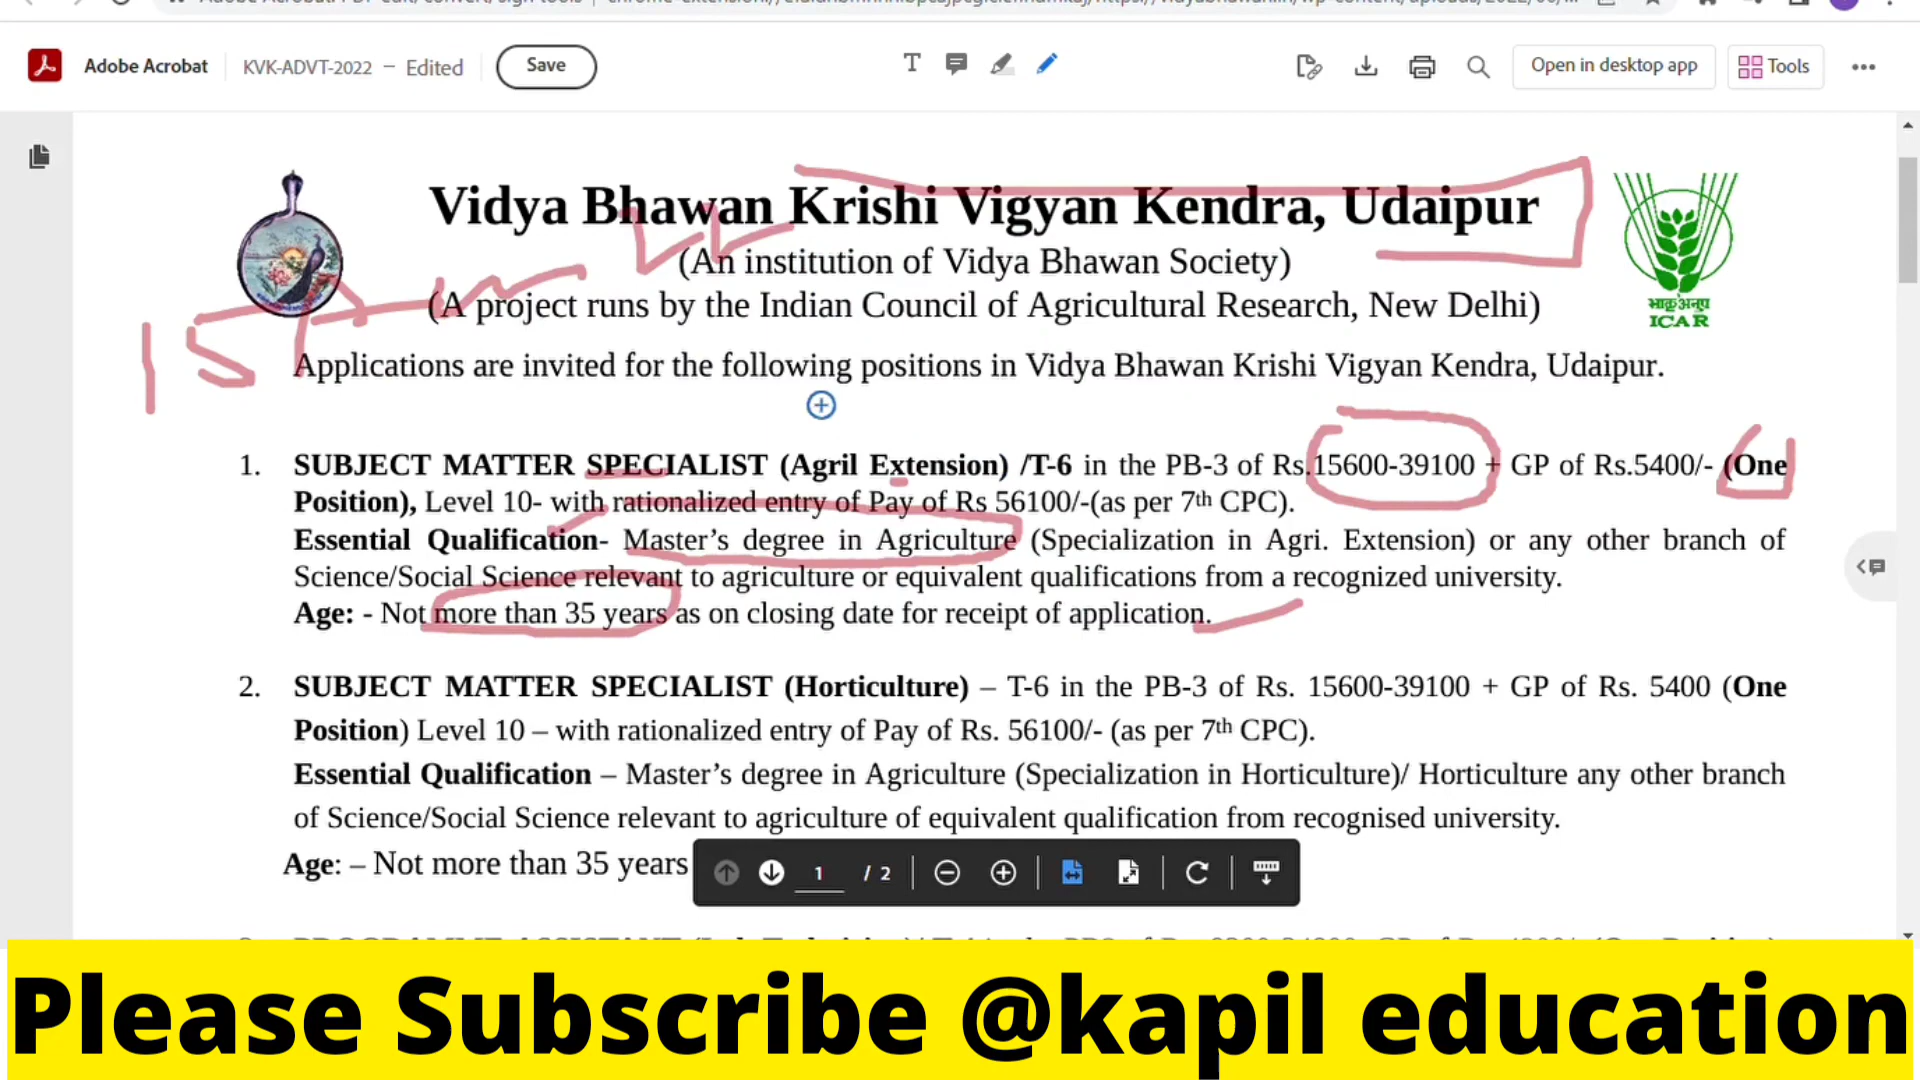 Adobe Acrobat KVK-ADVT-2022 – Edited Save T Open in desktop app Tools
Vidya Bhawan Krishi Vigyan Kendra, Udaipur
(An institution of Vidya Bhawan Society)
(A project runs by the Indian Council of Agricultural Research, New Delhi)
भाकृअनुप
ICAR
Applications are invited for the following positions in Vidya Bhawan Krishi Vigyan Kendra, Udaipur.
1. SUBJECT MATTER SPECIALIST (Agril Extension) /T-6 in the PB-3 of Rs.15600-39100 + GP of Rs.5400/- (One
Position), Level 10- with rationalized entry of Pay of Rs 56100/-(as per 7th CPC).
Essential Qualification- Master's degree in Agriculture (Specialization in Agri. Extension) or any other branch of
Science/Social Science relevant to agriculture or equivalent qualifications from a recognized university.
Age: - Not more than 35 years as on closing date for receipt of application.
2. SUBJECT MATTER SPECIALIST (Horticulture) – T-6 in the PB-3 of Rs. 15600-39100 + GP of Rs. 5400 (One
Position) Level 10 – with rationalized entry of Pay of Rs. 56100/- (as per 7th CPC).
Essential Qualification – Master's degree in Agriculture (Specialization in Horticulture)/ Horticulture any other branch
of Science/Social Science relevant to agriculture of equivalent qualification from recognised university.
Age: – Not more than 35 years
1 / 2
Please Subscribe @kapil education